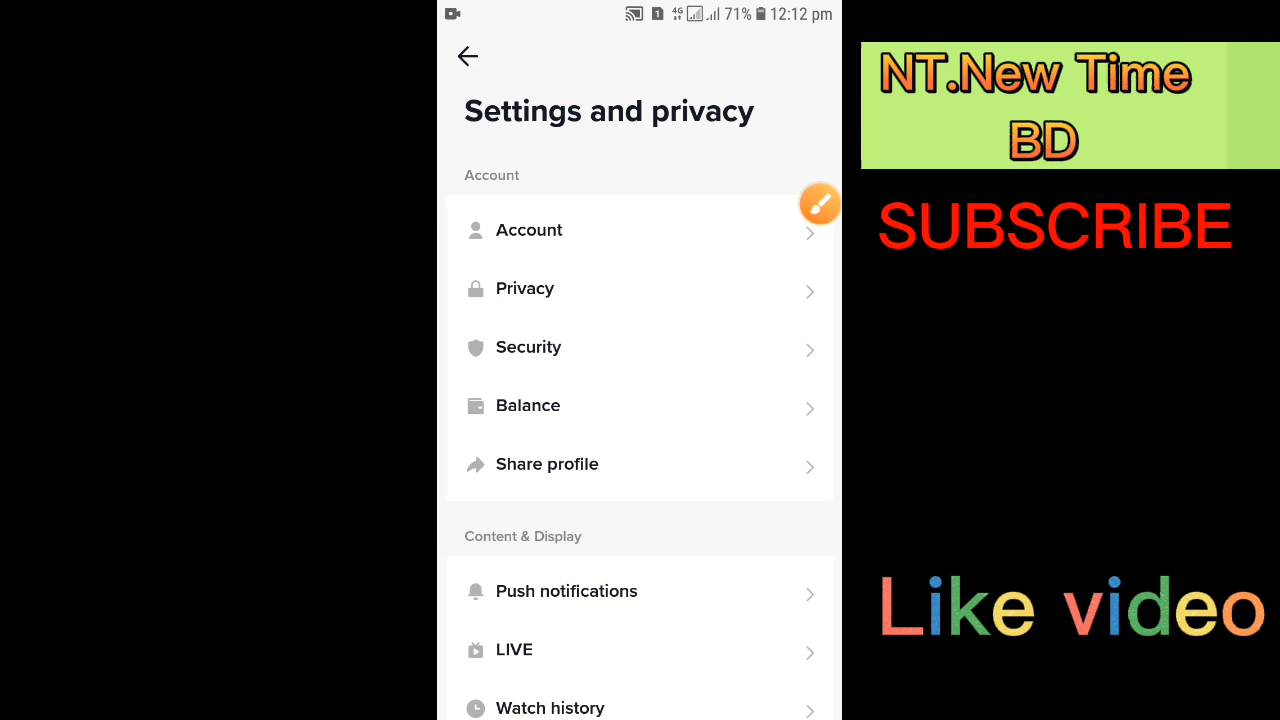 4G 71% 12:12 pm
Settings and privacy
Account
Account
Privacy
Security
Balance
Share profile
Content & Display
Push notifications
LIVE
Watch history
NT.New Time
BD
SUBSCRIBE
Like video